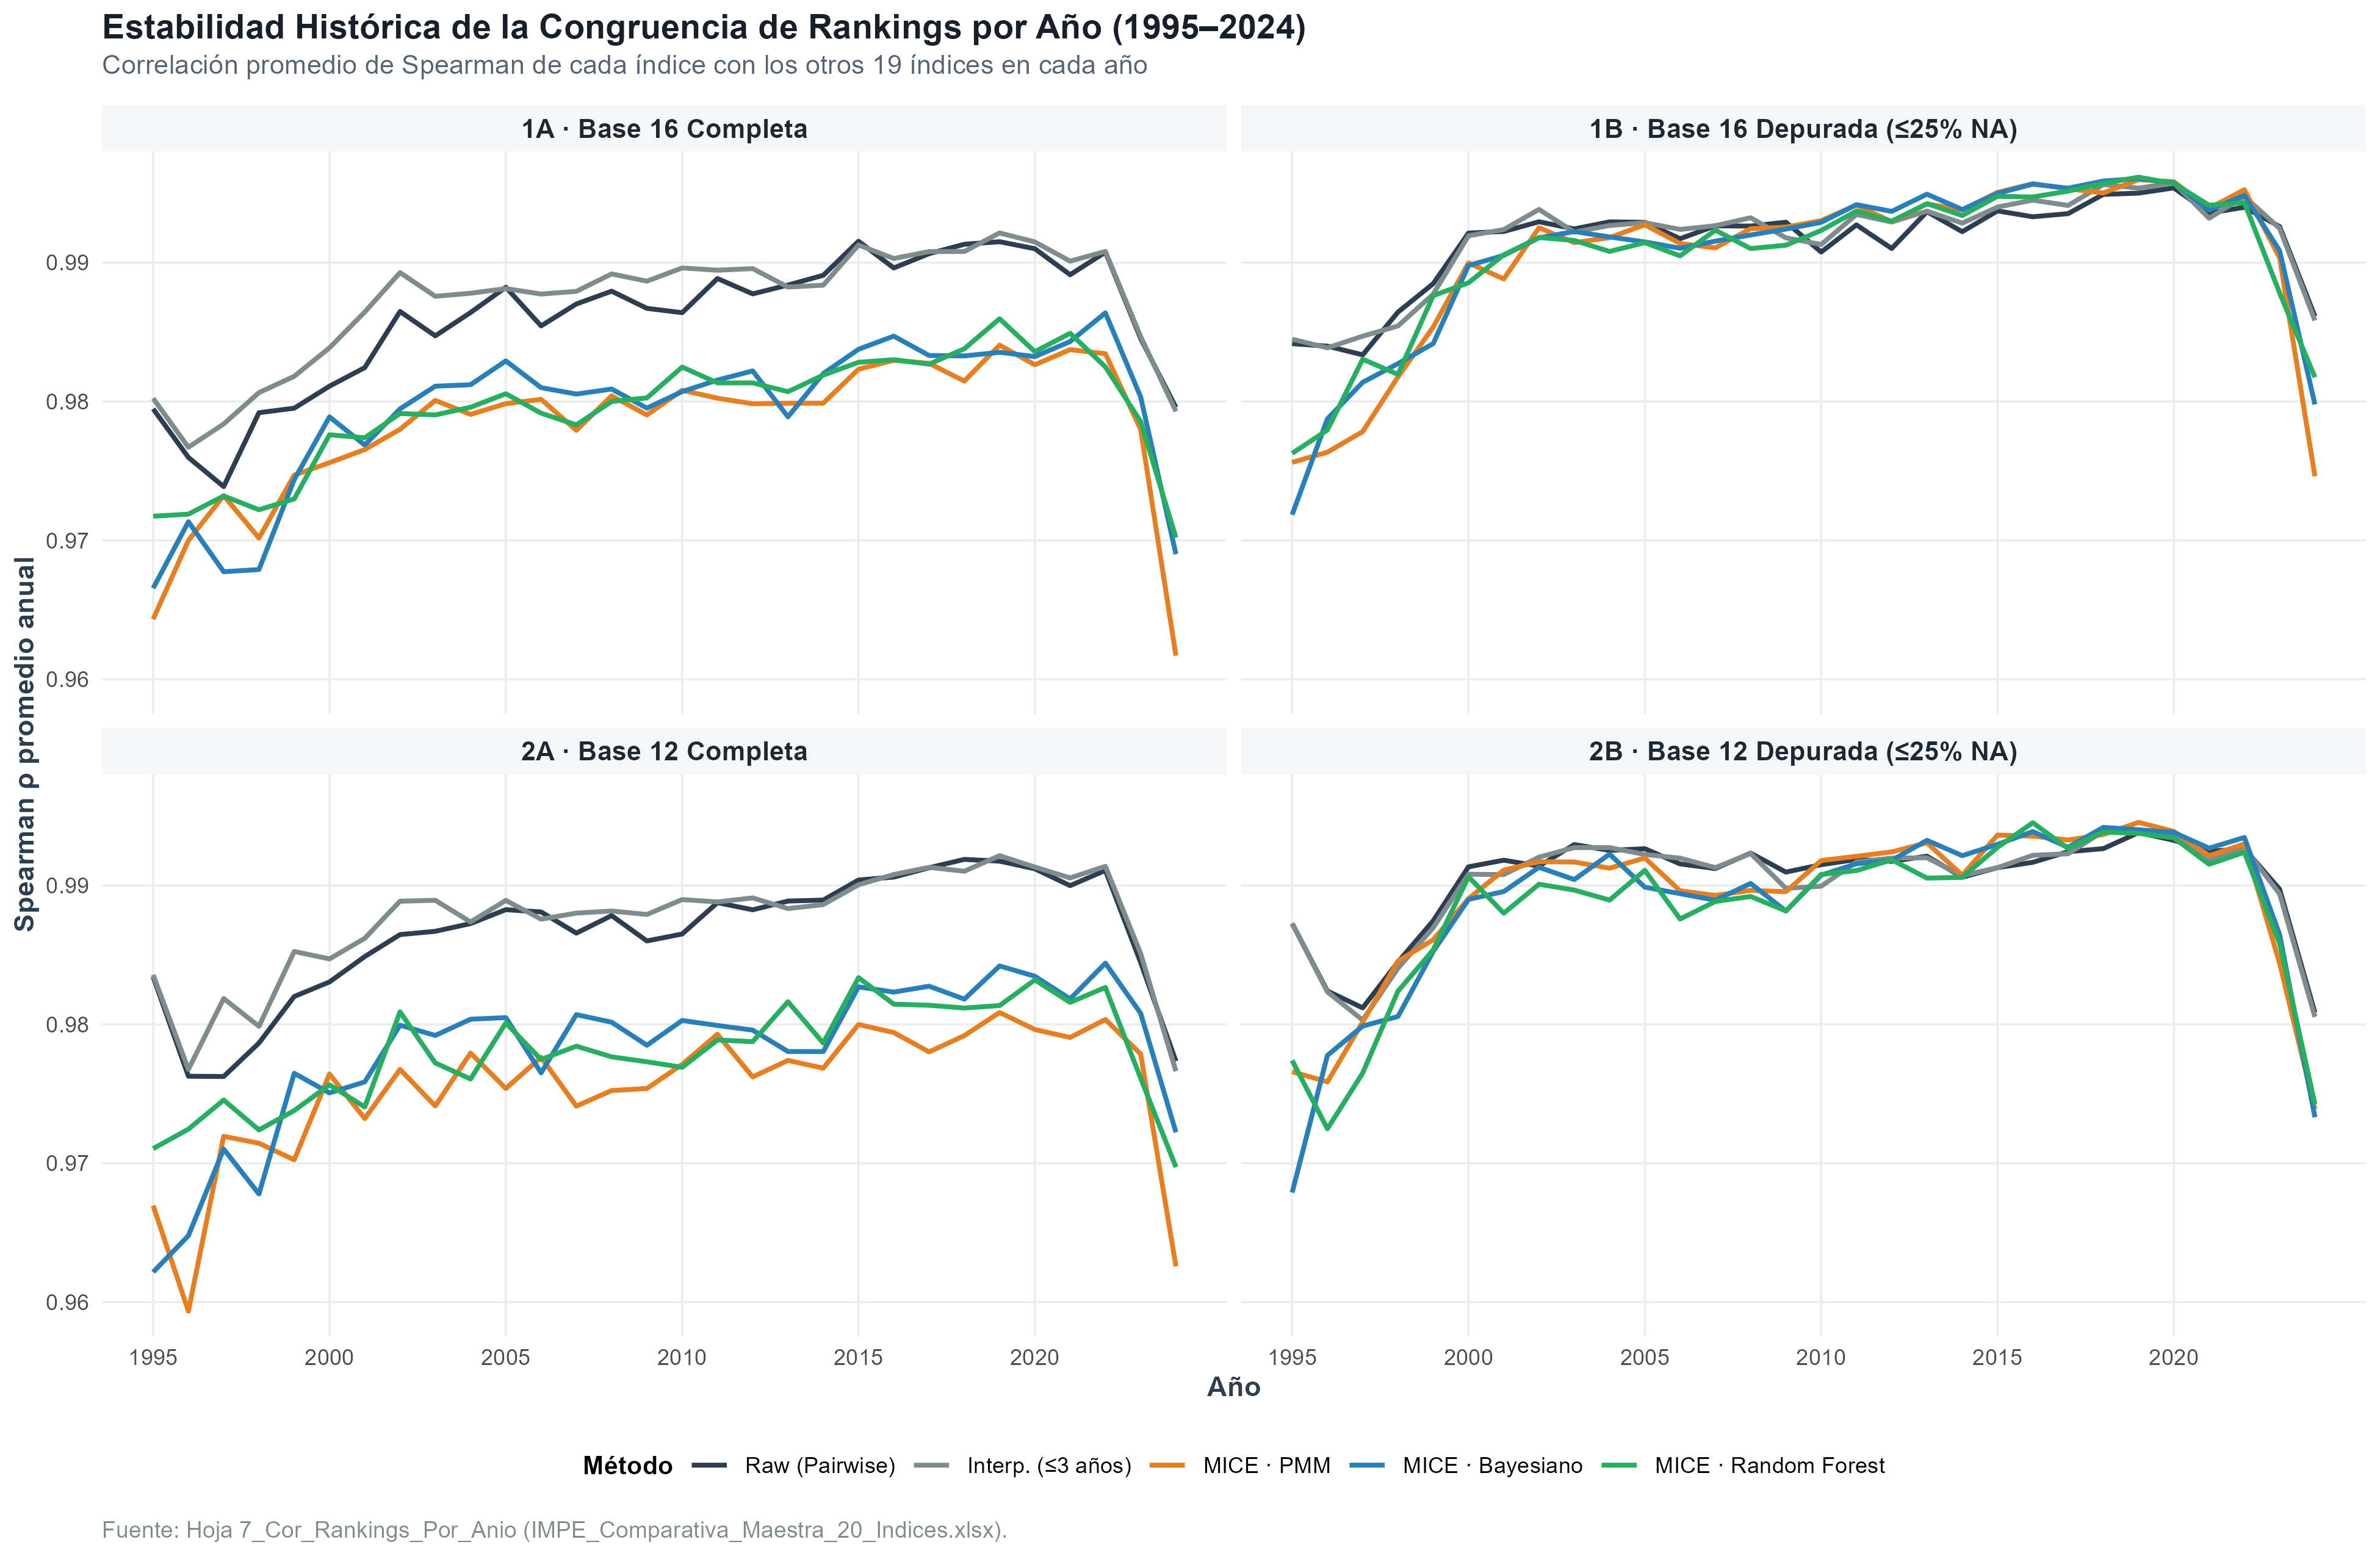 Estabilidad Histórica de la Congruencia de Rankings por Año (1995–2024)
Correlación promedio de Spearman de cada índice con los otros 19 índices en cada año
1A · Base 16 Completa
1B · Base 16 Depurada (≤25% NA)
0.99
0.98
0.97
0.96
Spearman ρ promedio anual
2A · Base 12 Completa
2B · Base 12 Depurada (≤25% NA)
0.99
0.98
0.97
0.96
1995 2000 2005 2010 2015 2020
1995 2000 2005 2010 2015 2020
Año
Método Raw (Pairwise) Interp. (≤3 años) MICE · PMM MICE · Bayesiano MICE · Random Forest
Fuente: Hoja 7_Cor_Rankings_Por_Anio (IMPE_Comparativa_Maestra_20_Indices.xlsx).